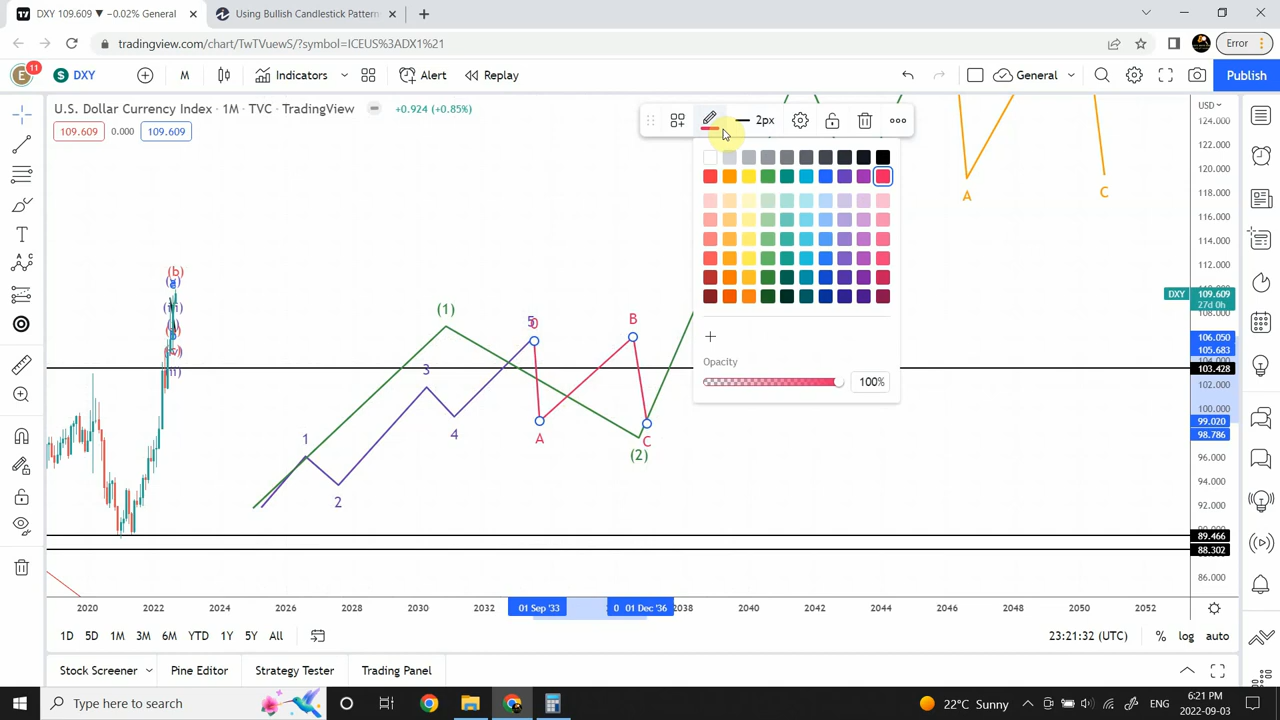 DXY 109.609 ▼ −0.02% General
Using Bullish Candlestick Pattern
tradingview.com/chart/TwTVuewS/?symbol=ICEUS%3ADX1%21
Error
11
E
DXY
M
Indicators
Alert
Replay
General
Publish
U.S. Dollar Currency Index · 1M · TVC · TradingView
+0.924 (+0.85%)
109.609
0.000
109.609
2px
Opacity
100%
USD
124.000
122.000
120.000
118.000
116.000
114.000
112.000
DXY
109.609
27d 0h
108.000
106.050
105.683
103.428
102.000
100.000
99.020
98.786
96.000
94.000
92.000
89.466
88.302
86.000
A
C
(b)
(1)
5
B
3
1
4
2
A
C
(2)
2020
2022
2024
2026
2028
2030
2032
01 Sep '33
0
01 Dec '36
2038
2040
2042
2044
2046
2048
2050
2052
1D
5D
1M
3M
6M
YTD
1Y
5Y
All
23:21:32 (UTC)
%
log
auto
Stock Screener
Pine Editor
Strategy Tester
Trading Panel
Type here to search
22°C Sunny
ENG
6:21 PM
2022-09-03